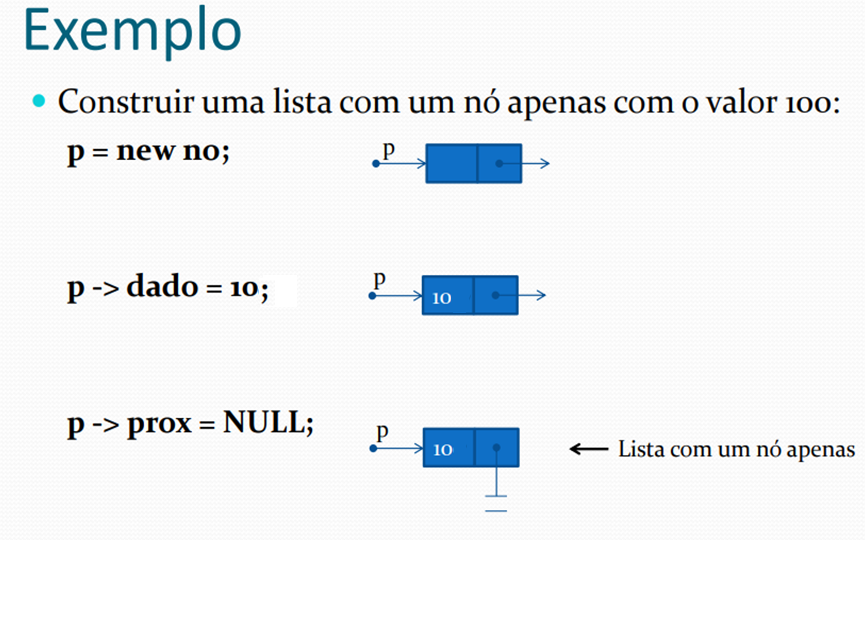 Exemplo
• Construir uma lista com um nó apenas com o valor 100:
p = new no;
p
p -> dado = 10;
p
10
p -> prox = NULL;
p
10
Lista com um nó apenas